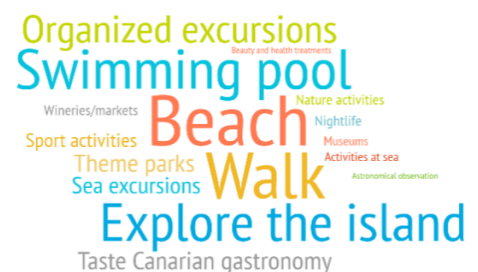 Organized excursions
Beauty and health treatments
Swimming pool
Nature activities
Wineries/markets
Beach
Nightlife
Sport activities
Museums
Theme parks
Activities at sea
Walk
Astronomical observation
Sea excursions
Explore the island
Taste Canarian gastronomy